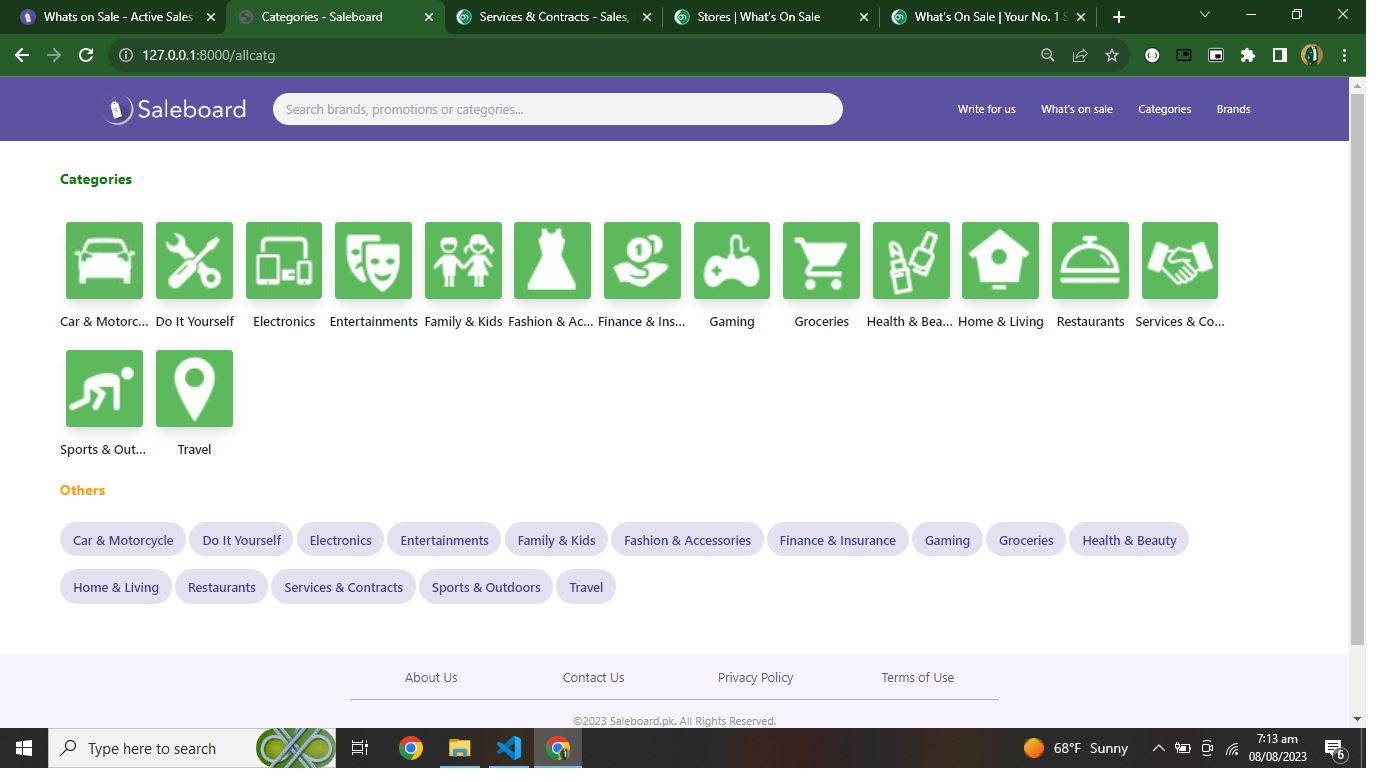 Whats on Sale - Active Sales
Categories - Saleboard
Services & Contracts - Sales,
Stores | What's On Sale
What's On Sale | Your No. 1 S
127.0.0.1:8000/allcatg
Saleboard
Search brands, promotions or categories...
Write for us
What's on sale
Categories
Brands
Categories
1
Car & Motorc... Do It Yourself Electronics Entertainments Family & Kids Fashion & Ac... Finance & Ins... Gaming Groceries Health & Bea... Home & Living Restaurants Services & Co...
Sports & Out... Travel
Others
Car & Motorcycle Do It Yourself Electronics Entertainments Family & Kids Fashion & Accessories Finance & Insurance Gaming Groceries Health & Beauty
Home & Living Restaurants Services & Contracts Sports & Outdoors Travel
About Us Contact Us Privacy Policy Terms of Use
©2023 Saleboard.pk. All Rights Reserved.
Type here to search
68°F Sunny
7:13 am
08/08/2023
6